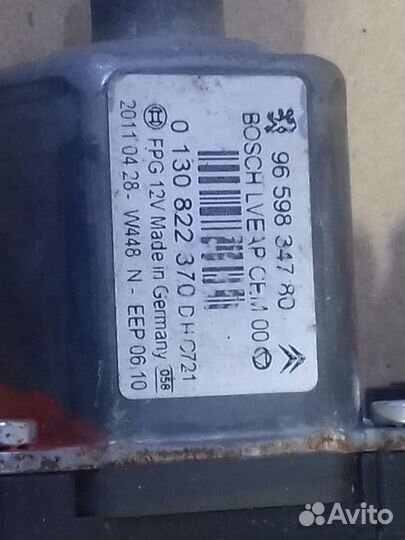 96 598 347 80
BOSCH LVE AP CEM 00
0 130 822 370 DH C721
FPG 12V Made in Germany 058
2011 04 28 - W448 N - EEP 06.10
Avito